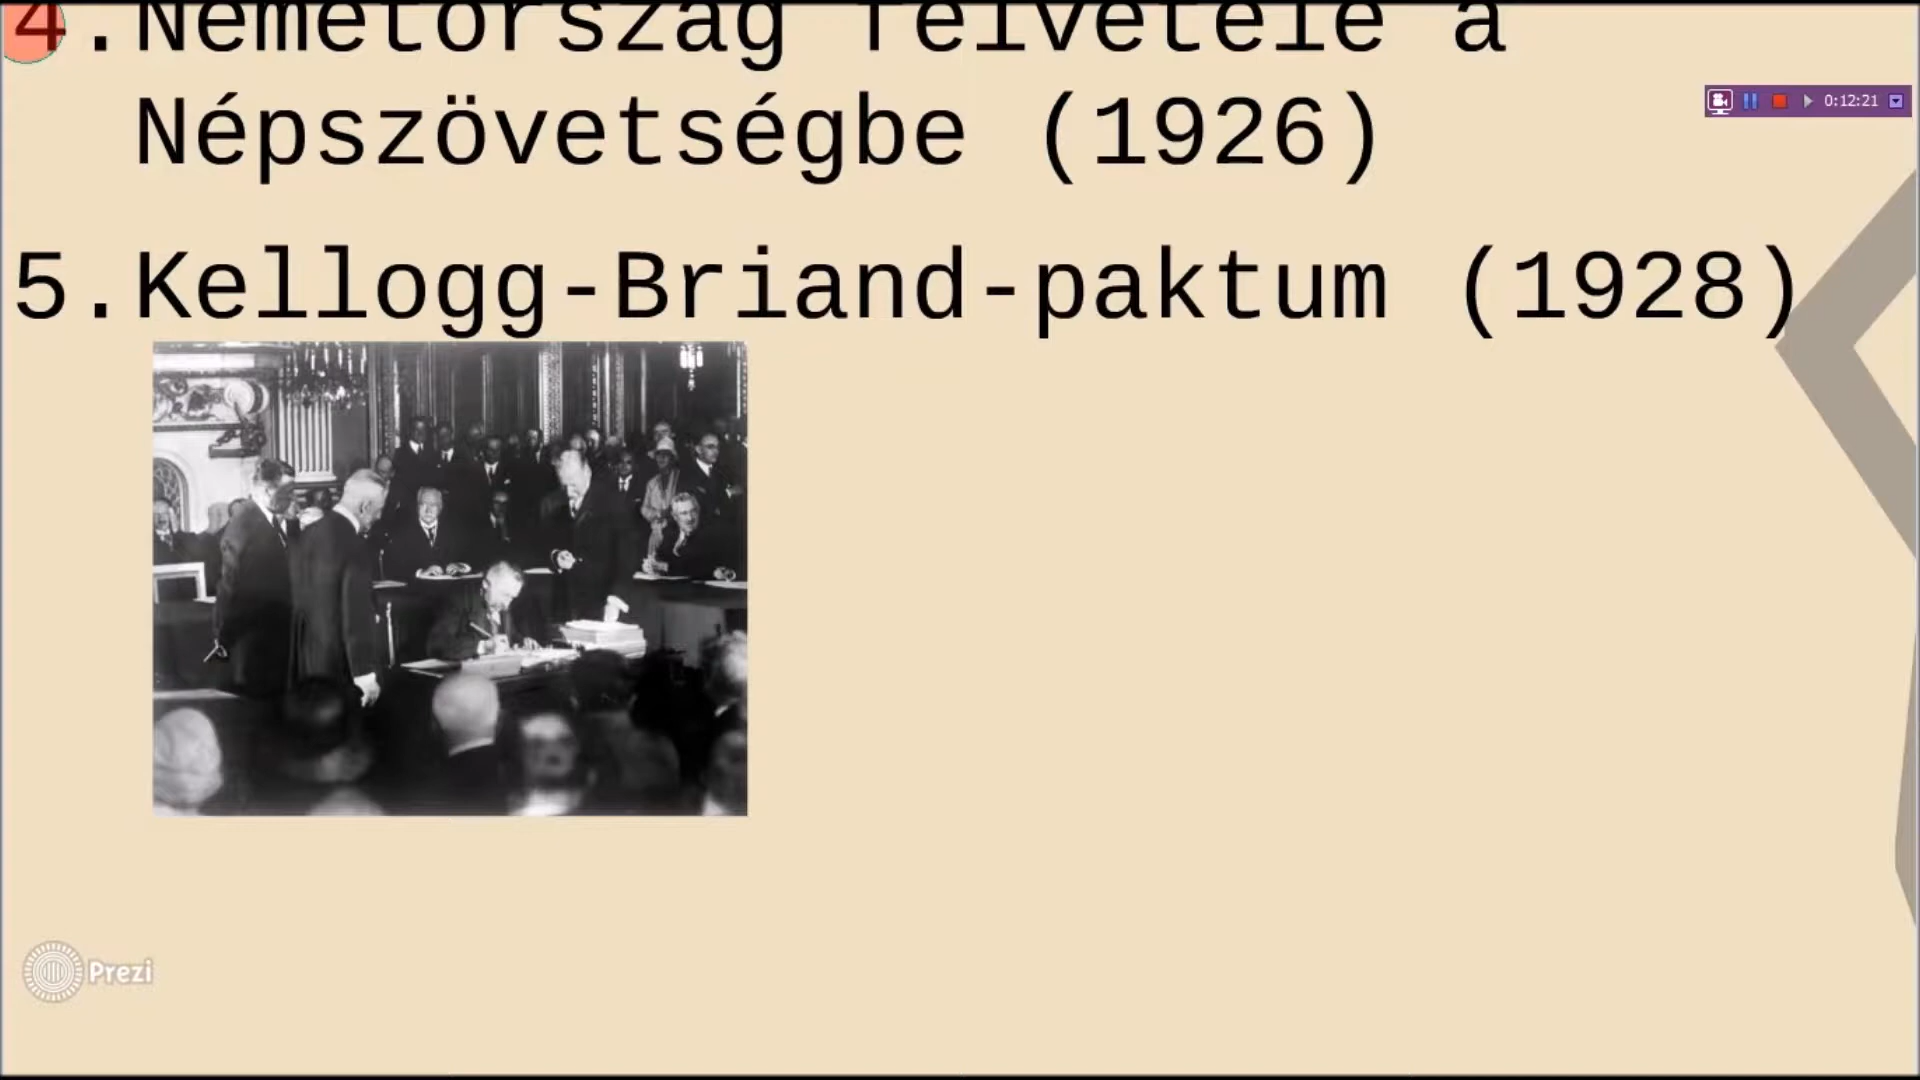 4. Németország felvétele a
Népszövetségbe (1926)
0:12:21
5. Kellogg-Briand-paktum (1928)
Prezi